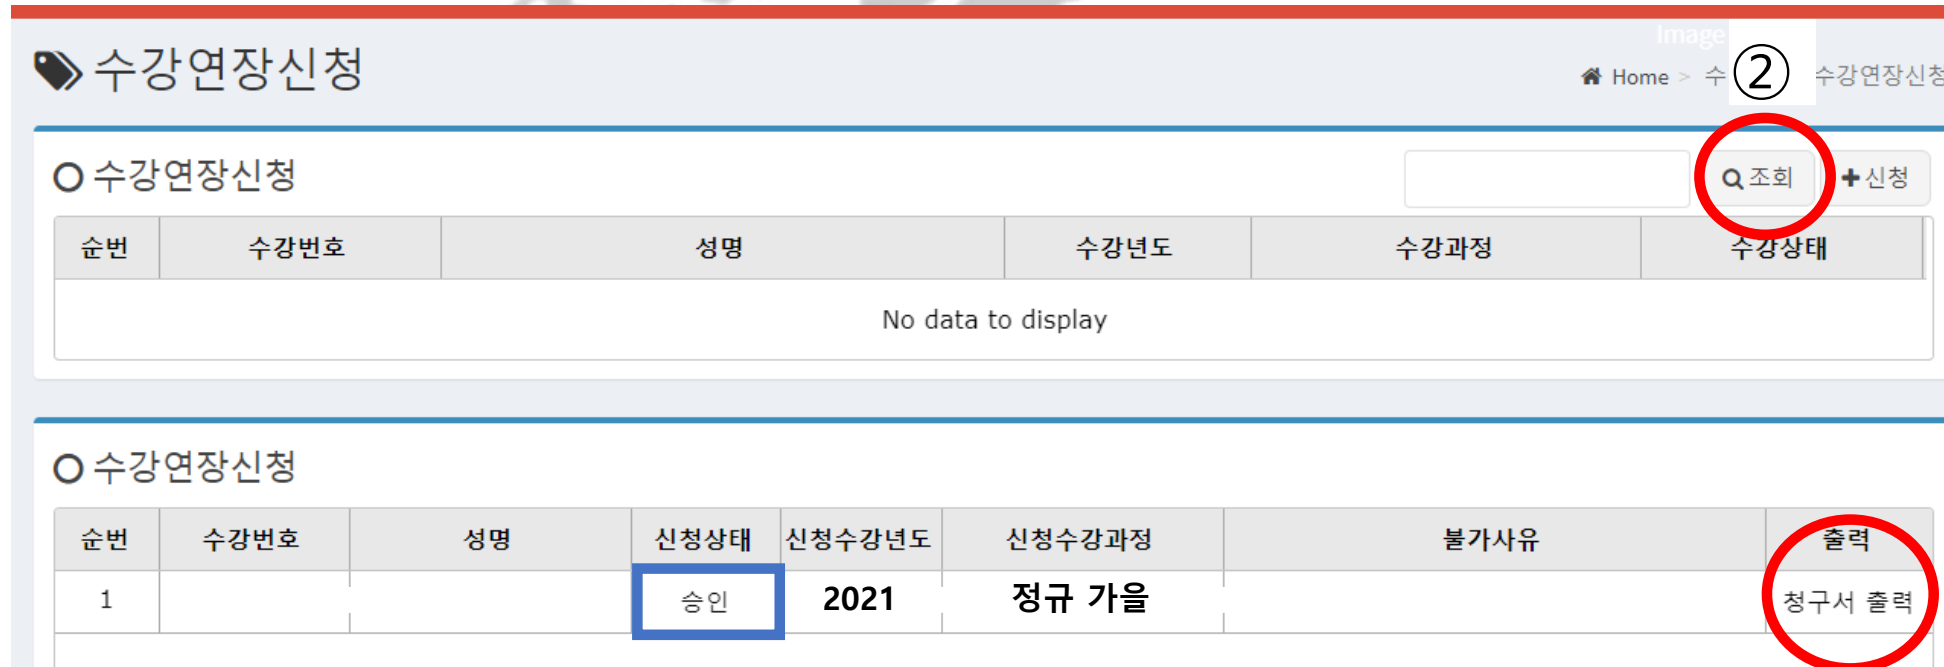 Image
수강연장신청
Home > 수 ② 수강연장신청
수강연장신청
조회 신청
순번 수강번호 성명 수강년도 수강과정 수강상태
No data to display
수강연장신청
순번 수강번호 성명 신청상태 신청수강년도 신청수강과정 불가사유 출력
1 승인 2021 정규 가을 청구서 출력